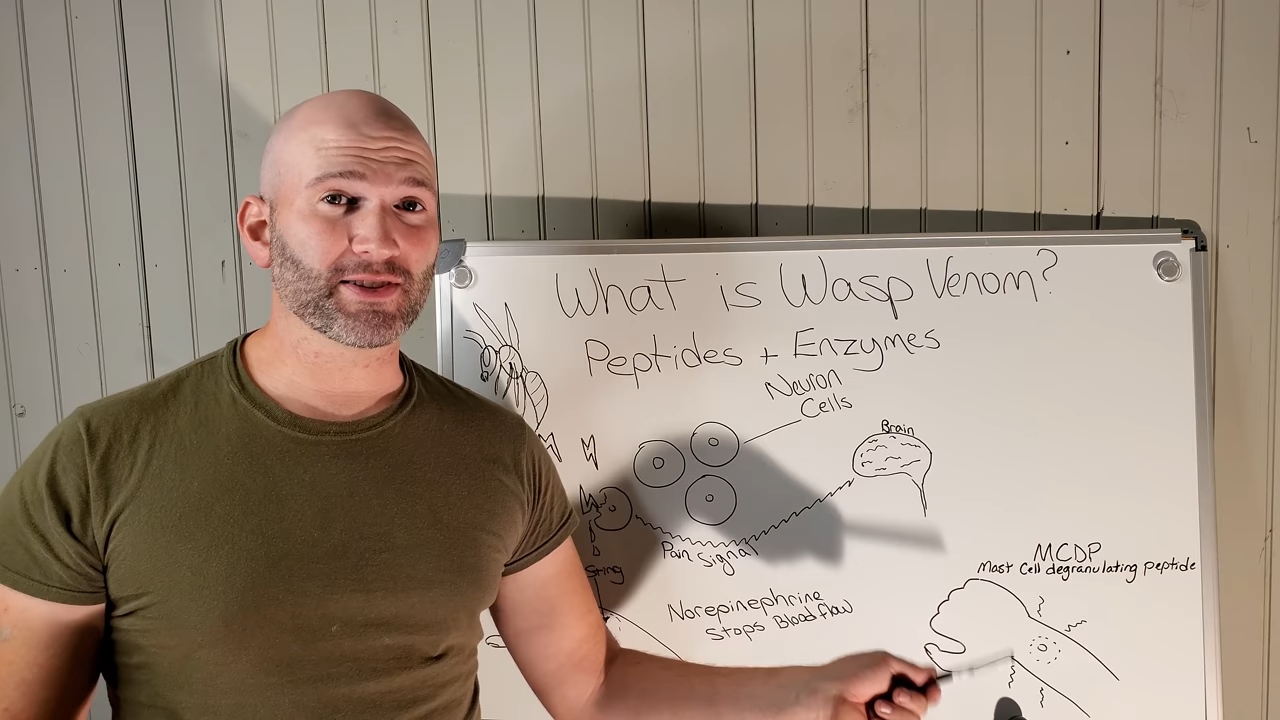 What is Wasp Venom?
Peptides + Enzymes
Neuron
Cells
Brain
Pain Signal
Sting
MCDP
Mast Cell degranulating peptide
Norepinephrine
Stops Blood flow